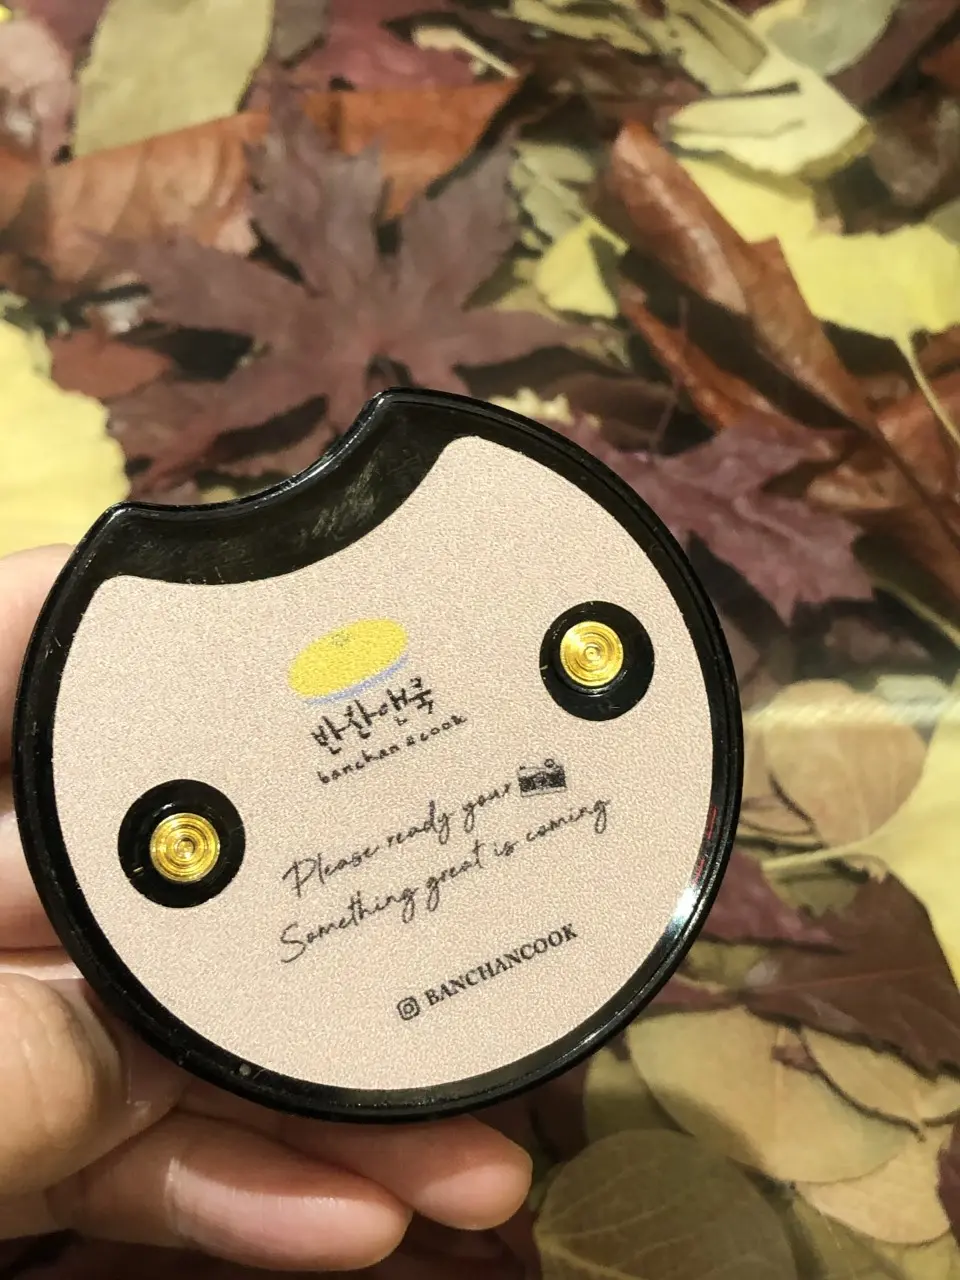 반찬앤쿡
banchan & cook
Please ready your
Something great is coming
BANCHANCOOK